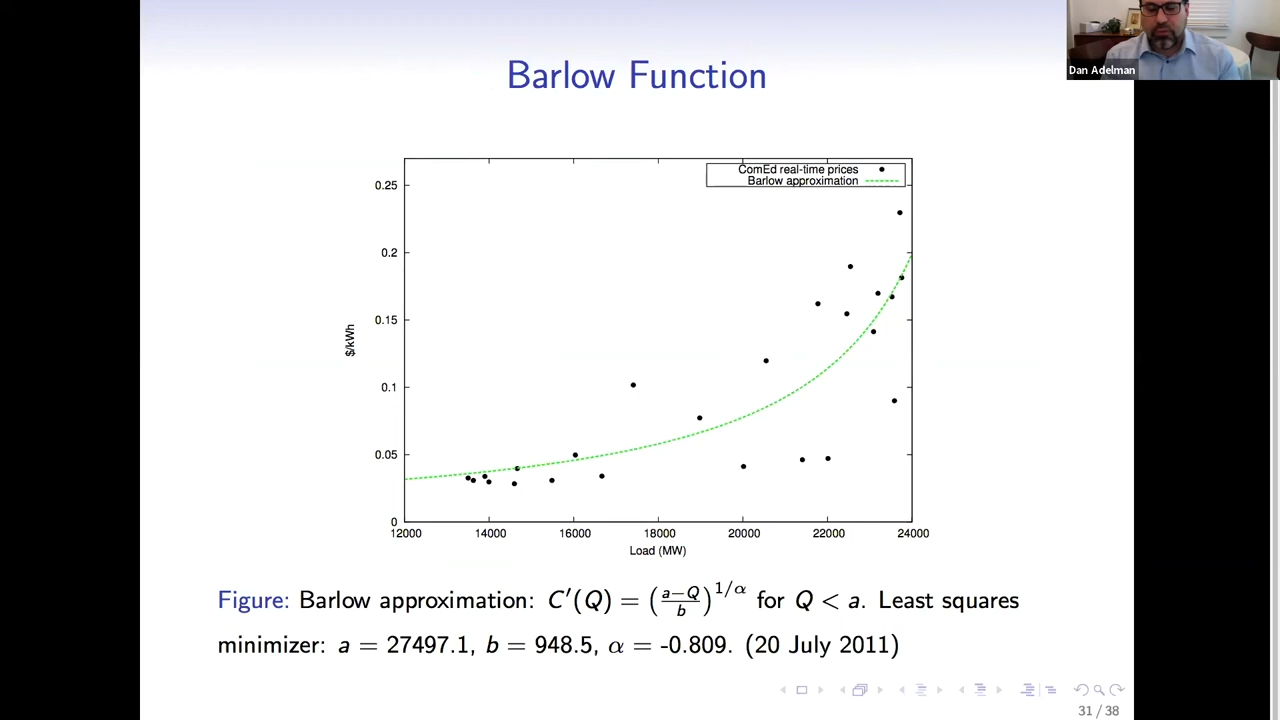 Dan Adelman
Barlow Function
ComEd real-time prices
Barlow approximation
0.25
0.2
0.15
0.1
0.05
0
$/kWh
12000 14000 16000 18000 20000 22000 24000
Load (MW)
Figure: Barlow approximation: C′(Q) = (a−Q/b)^1/α for Q < a. Least squares
minimizer: a = 27497.1, b = 948.5, α = -0.809. (20 July 2011)
31 / 38